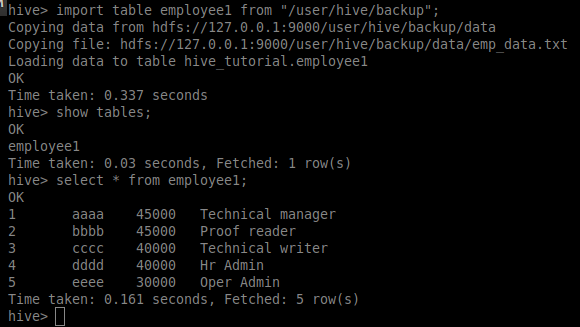 hive> import table employee1 from "/user/hive/backup";
Copying data from hdfs://127.0.0.1:9000/user/hive/backup/data
Copying file: hdfs://127.0.0.1:9000/user/hive/backup/data/emp_data.txt
Loading data to table hive_tutorial.employee1
OK
Time taken: 0.337 seconds
hive> show tables;
OK
employee1
Time taken: 0.03 seconds, Fetched: 1 row(s)
hive> select * from employee1;
OK
1 aaaa 45000 Technical manager
2 bbbb 45000 Proof reader
3 cccc 40000 Technical writer
4 dddd 40000 Hr Admin
5 eeee 30000 Oper Admin
Time taken: 0.161 seconds, Fetched: 5 row(s)
hive>